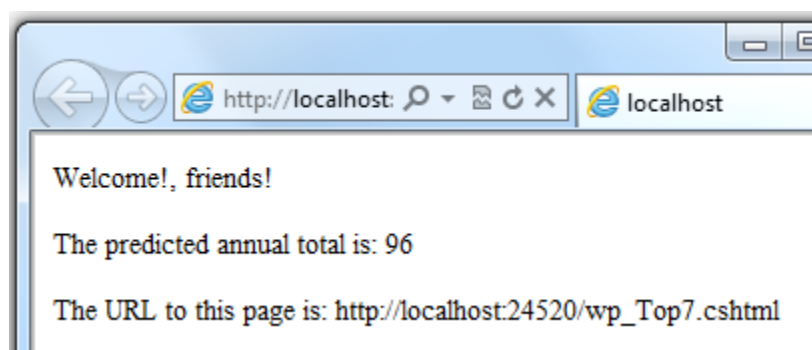 http://localhost:
localhost
Welcome!, friends!
The predicted annual total is: 96
The URL to this page is: http://localhost:24520/wp_Top7.cshtml